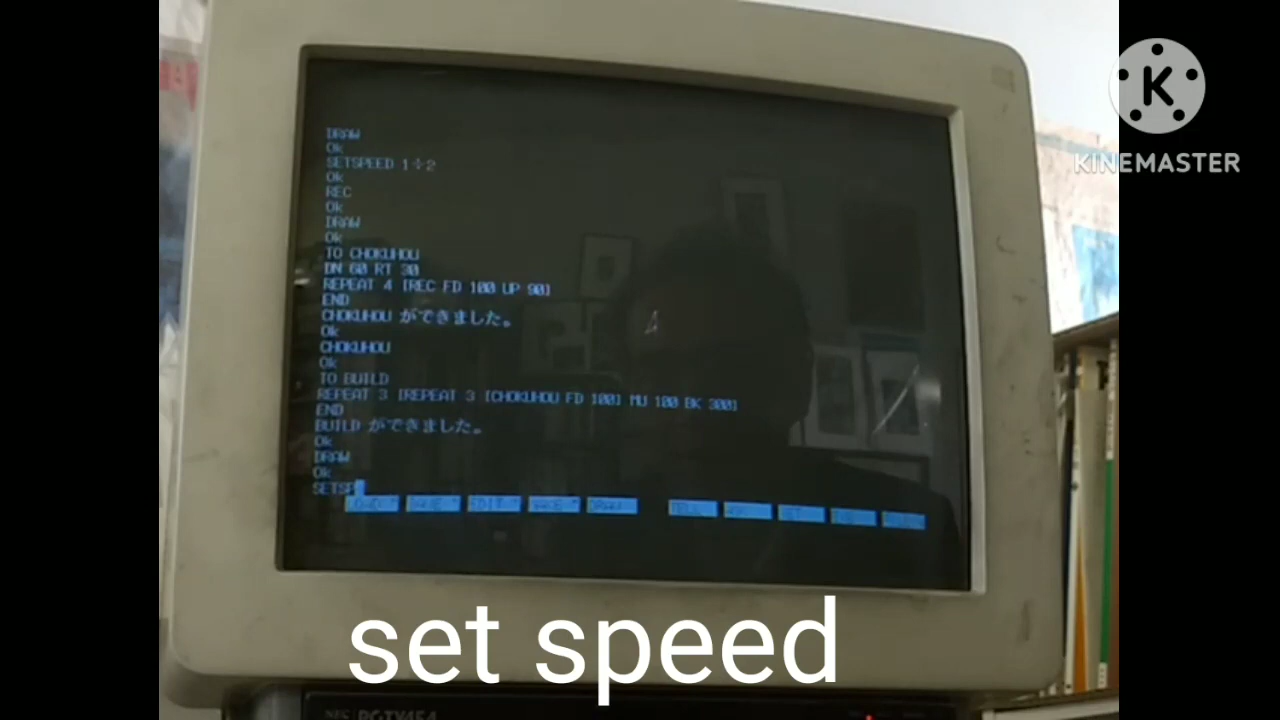 DRAW
Ok
SETSPEED 1÷2
Ok
REC
Ok
DRAW
Ok
TO CHOKUHOU
DN 60 RT 30
REPEAT 4 [REC FD 100 UP 90]
END
CHOKUHOU ができました。
Ok
CHOKUHOU
Ok
TO BUILD
REPEAT 3 [REPEAT 3 [CHOKUHOU FD 100] MU 100 BK 300]
END
BUILD ができました。
Ok
DRAW
Ok
SETSP
EDIT " DRAW
set speed
K
KINEMASTER